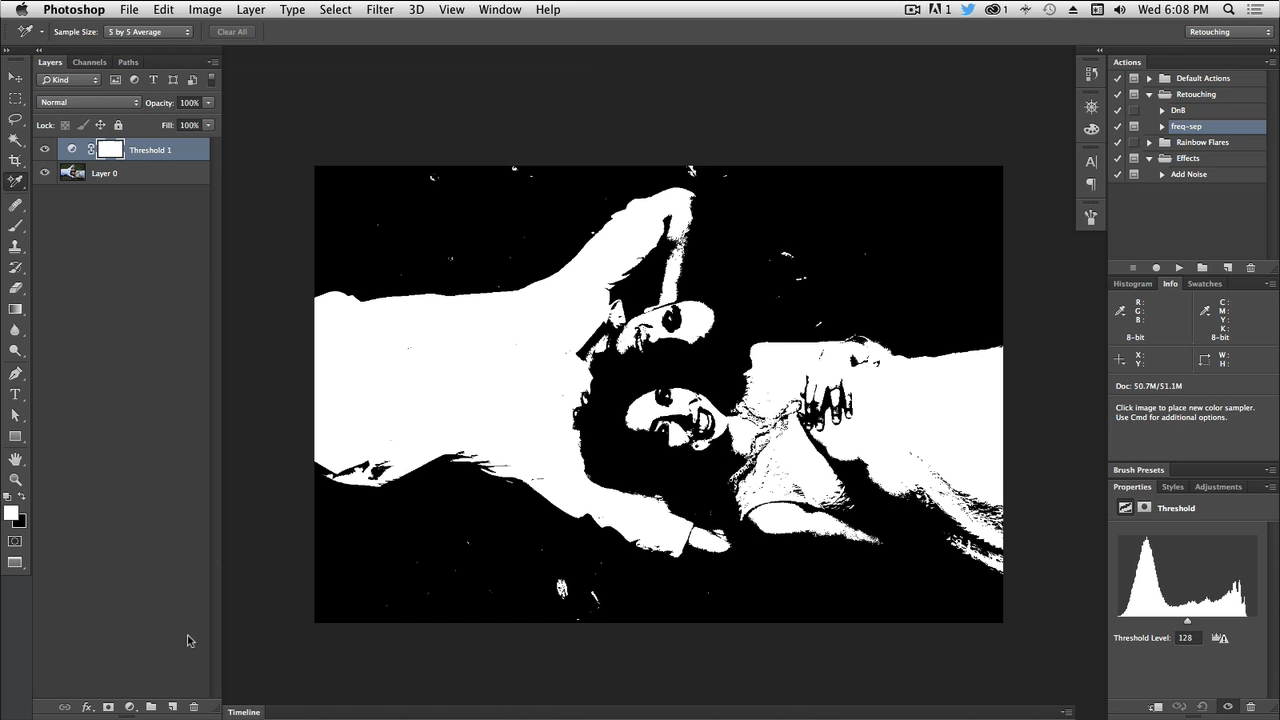 Photoshop File Edit Image Layer Type Select Filter 3D View Window Help 1 1 Wed 6:08 PM
Sample Size: 5 by 5 Average Clear All Retouching
Layers Channels Paths
Kind
Normal Opacity: 100%
Lock: Fill: 100%
Threshold 1
Layer 0
Timeline
Actions
Default Actions
Retouching
DnB
freq-sep
Rainbow Flares
Effects
Add Noise
Histogram Info Swatches
R: C:
G: M:
B: Y:
K:
8-bit 8-bit
X: W:
Y: H:
Doc: 50.7M/51.1M
Click image to place new color sampler.
Use Cmd for additional options.
Brush Presets
Properties Styles Adjustments
Threshold
Threshold Level: 128